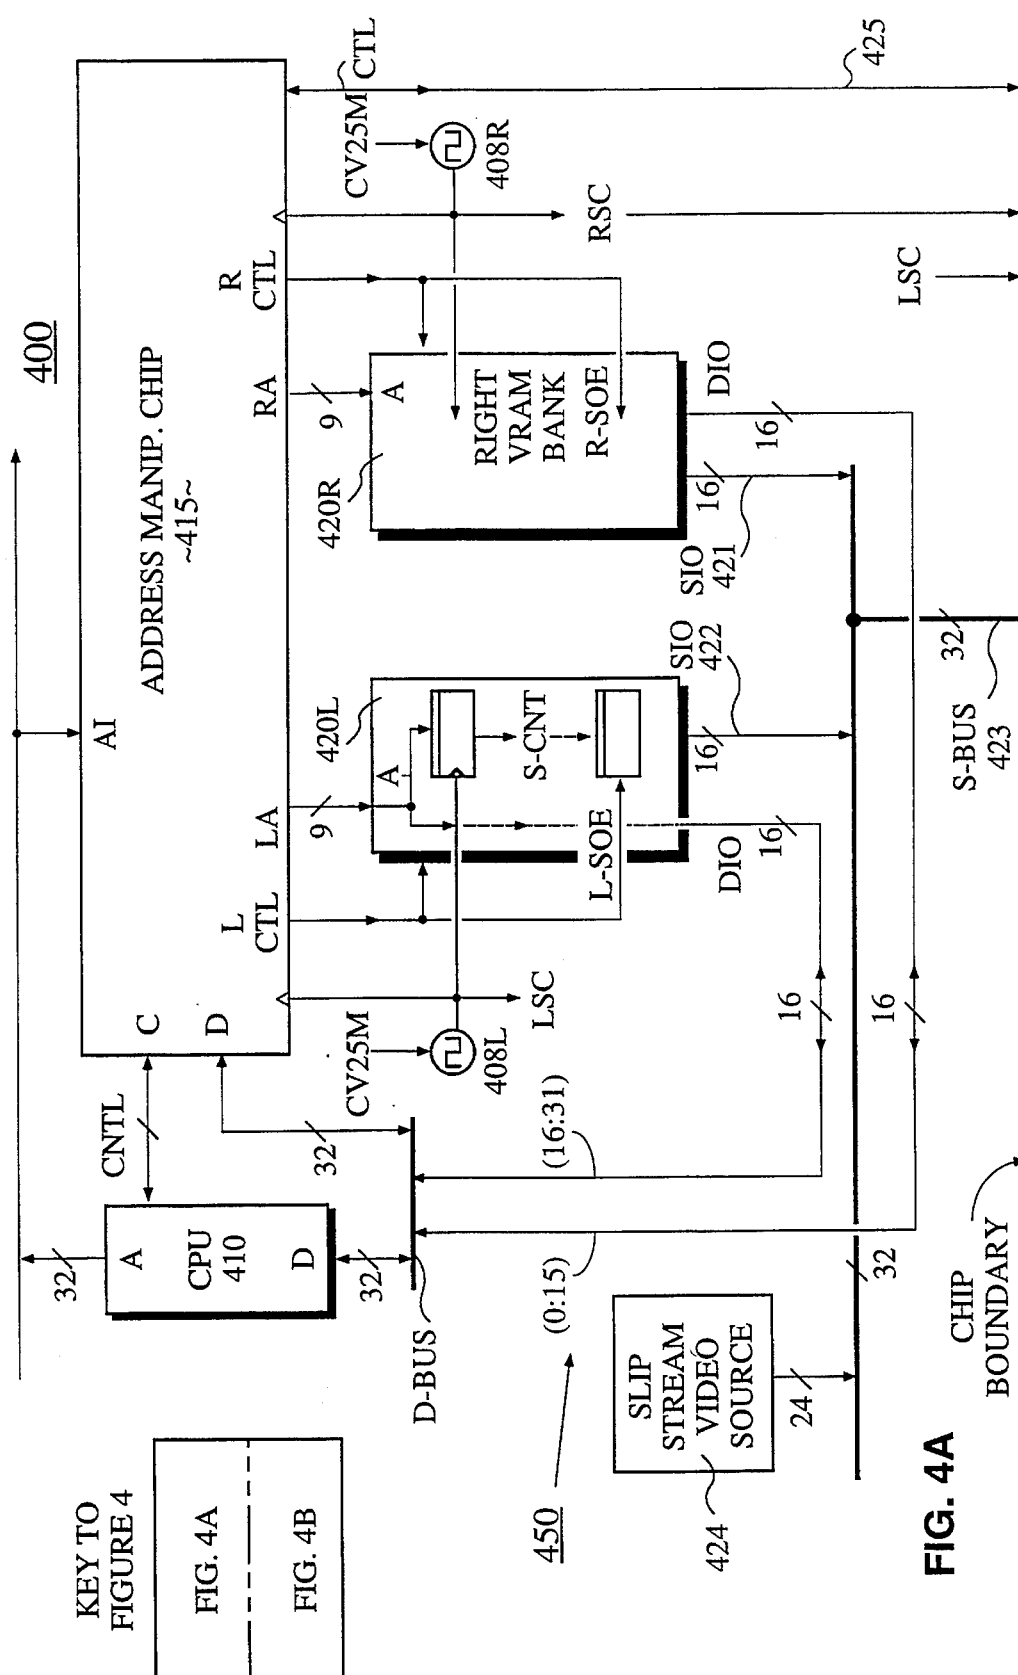 KEY TO
FIGURE 4
FIG. 4A
FIG. 4B
400
32
A
CPU
410
D
32
CNTL
C
D
32
D-BUS
AI
ADDRESS MANIP. CHIP
~415~
L
CTL
LA
RA
R
CTL
CTL
9
9
CV25M
408L
LSC
CV25M
408R
RSC
LSC
425
420L
A
S-CNT
L-SOE
420R
A
RIGHT
VRAM
BANK
R-SOE
DIO
16
16
SIO
422
SIO
421
16
DIO
16
(0:15)
(16:31)
16
16
450
SLIP
STREAM
VIDEO
SOURCE
424
24
32
32
S-BUS
423
CHIP
BOUNDARY
FIG. 4A